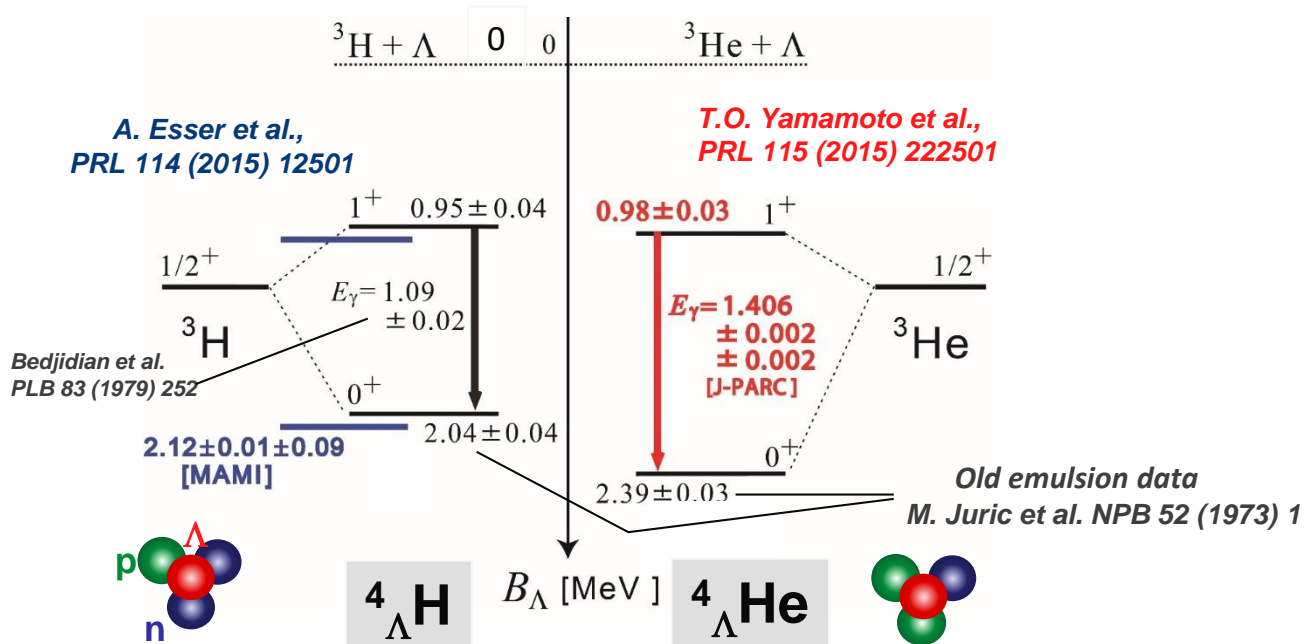 ³H + Λ 0 0 ³He + Λ
A. Esser et al.,
PRL 114 (2015) 12501
T.O. Yamamoto et al.,
PRL 115 (2015) 222501
1⁺ 0.95±0.04
0.98±0.03 1⁺
1/2⁺
1/2⁺
Eγ= 1.09
± 0.02
Eγ= 1.406
± 0.002
± 0.002
[J-PARC]
³H
³He
Bedjidian et al.
PLB 83 (1979) 252
0⁺
2.04±0.04
2.12±0.01±0.09
[MAMI]
0⁺
2.39±0.03
Old emulsion data
M. Juric et al. NPB 52 (1973) 1
Λ
p
n
⁴ΛH
BΛ [MeV]
⁴ΛHe